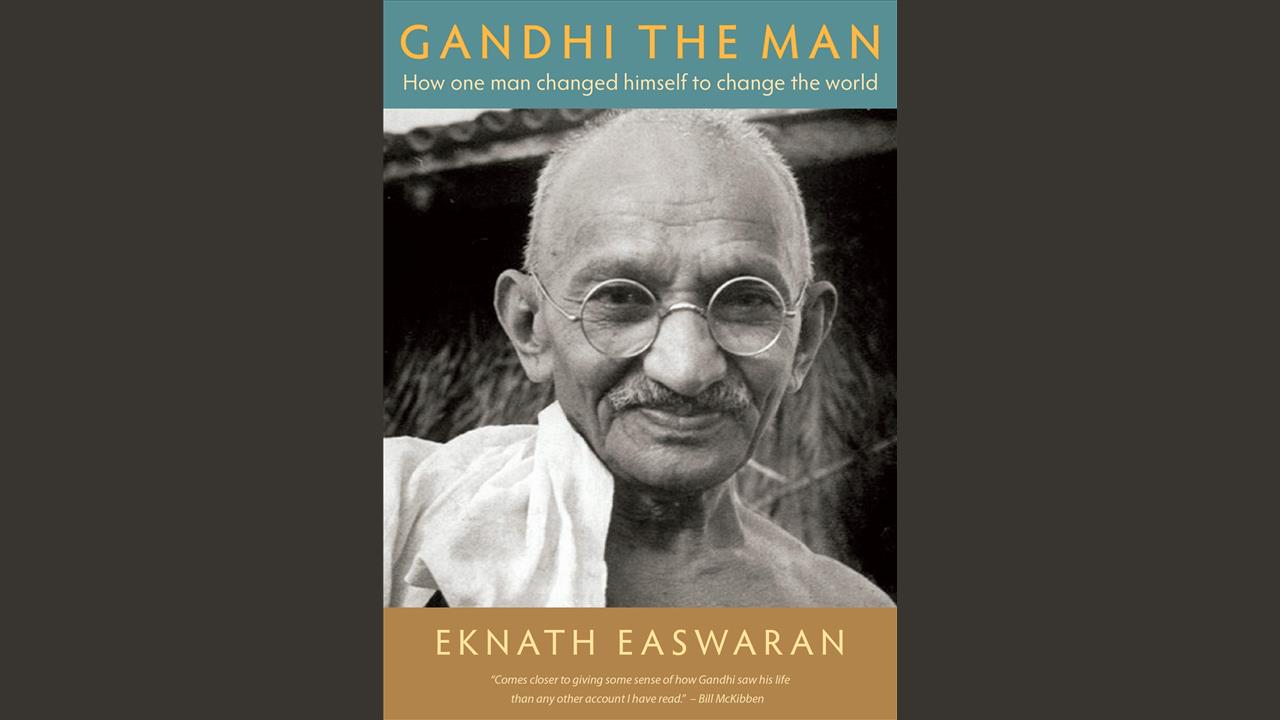 GANDHI THE MAN
How one man changed himself to change the world
EKNATH EASWARAN
“Comes closer to giving some sense of how Gandhi saw his life
than any other account I have read.” – Bill McKibben